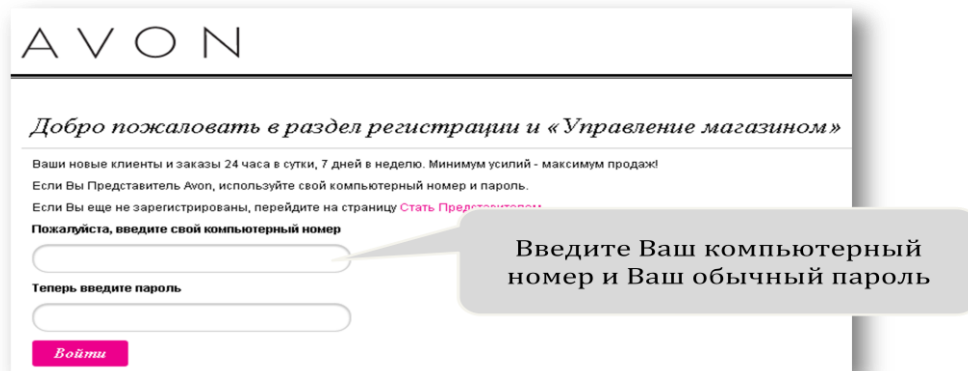 AVON
Добро пожаловать в раздел регистрации и «Управление магазином»
Ваши новые клиенты и заказы 24 часа в сутки, 7 дней в неделю. Минимум усилий - максимум продаж!
Если Вы Представитель Avon, используйте свой компьютерный номер и пароль.
Если Вы еще не зарегистрированы, перейдите на страницу Стать Представителем
Пожалуйста, введите свой компьютерный номер
Введите Ваш компьютерный
номер и Ваш обычный пароль
Теперь введите пароль
Войти